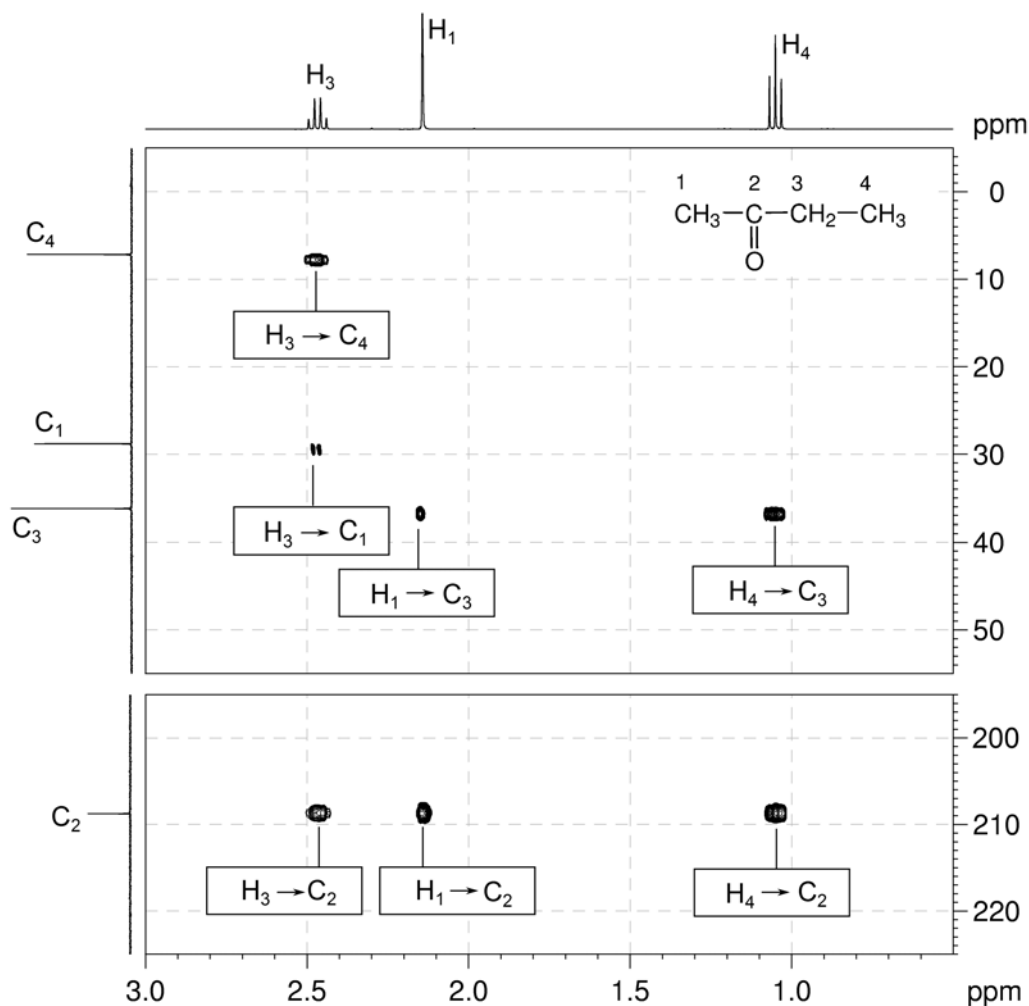 H₁
H₃
H₄
ppm
1 2 3 4
CH₃ C CH₂ CH₃
O
0
C₄
10
H₃ → C₄
20
C₁
30
C₃
H₃ → C₁
H₁ → C₃
H₄ → C₃
40
50
200
C₂
210
H₃ → C₂
H₁ → C₂
H₄ → C₂
220
3.0 2.5 2.0 1.5 1.0 ppm